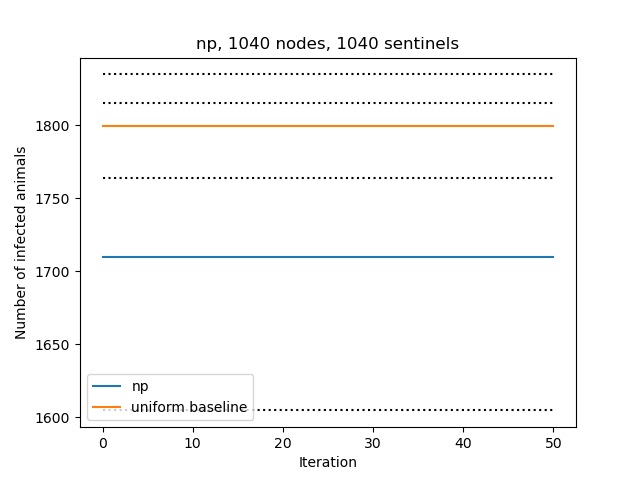 np, 1040 nodes, 1040 sentinels
Number of infected animals
1800
1750
1700
1650
1600
np
uniform baseline
0 10 20 30 40 50
Iteration